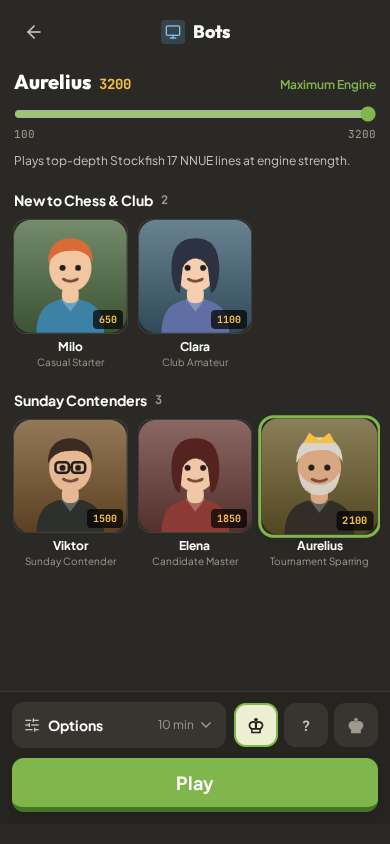 Bots
Aurelius 3200 Maximum Engine
100 3200
Plays top-depth Stockfish 17 NNUE lines at engine strength.
New to Chess & Club 2
650 1100
Milo Clara
Casual Starter Club Amateur
Sunday Contenders 3
1500 1850 2100
Viktor Elena Aurelius
Sunday Contender Candidate Master Tournament Sparring
Options 10 min ?
Play